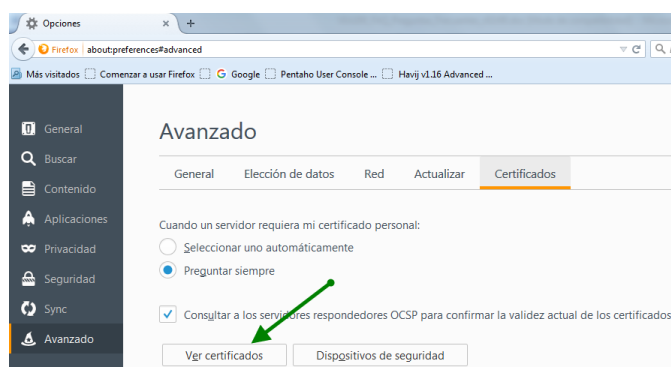 Opciones
Firefox about:preferences#advanced
Más visitados Comenzar a usar Firefox Google Pentaho User Console ... Havij v1.16 Advanced ...
General
Buscar
Contenido
Aplicaciones
Privacidad
Seguridad
Sync
Avanzado
Avanzado
General Elección de datos Red Actualizar Certificados
Cuando un servidor requiera mi certificado personal:
Seleccionar uno automáticamente
Preguntar siempre
Consultar a los servidores respondedores OCSP para confirmar la validez actual de los certificados
Ver certificados Dispositivos de seguridad